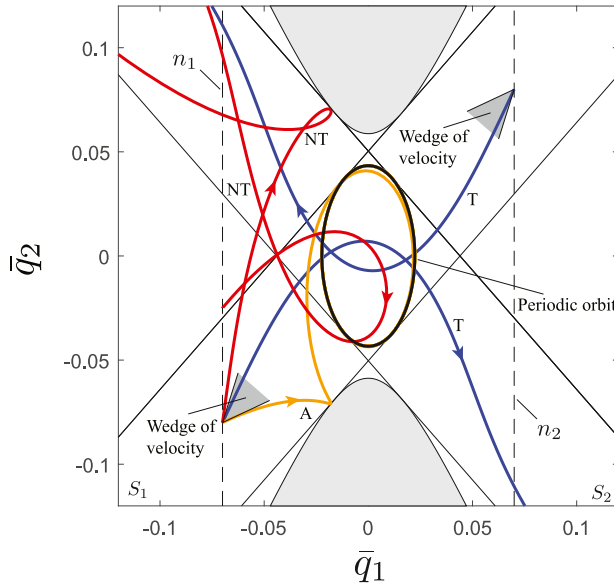 0.1
0.05
0
-0.05
-0.1
q̄₂
n₁
NT
NT
Wedge of
velocity
T
T
Periodic orbit
Wedge of
velocity
A
n₂
S₁
S₂
-0.1
-0.05
0
0.05
0.1
q̄₁